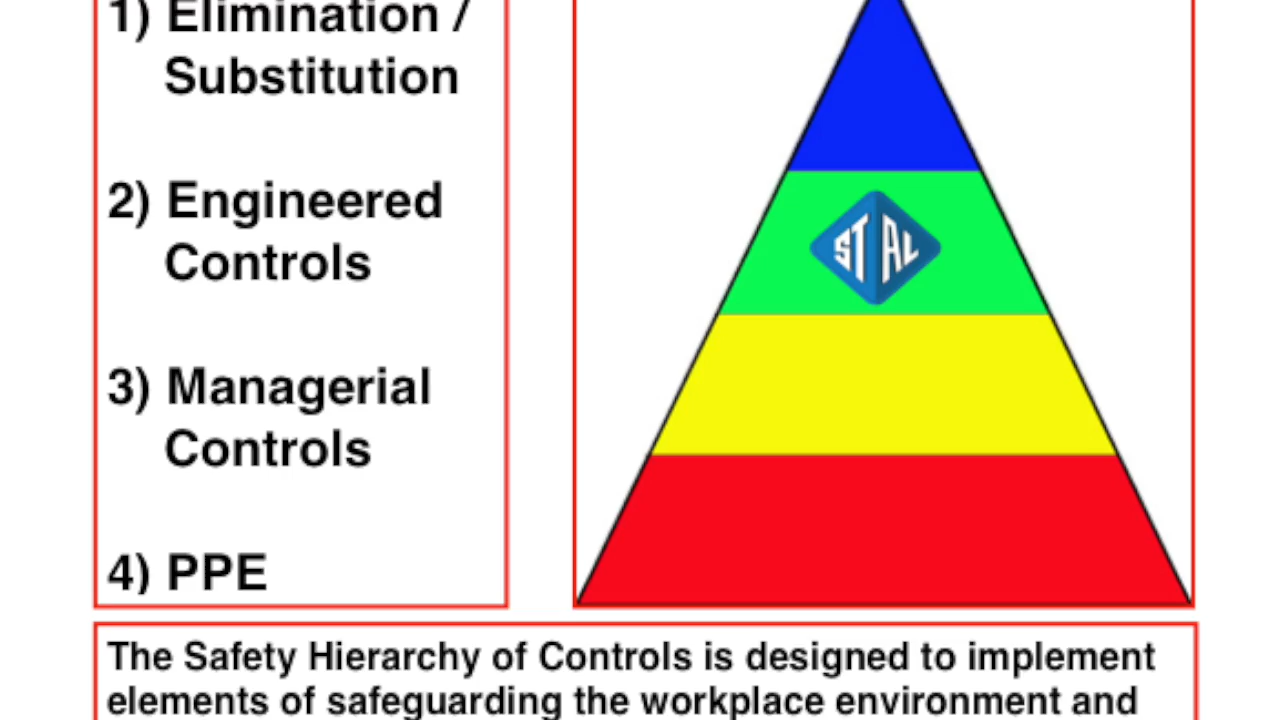 1) Elimination /
Substitution
2) Engineered
Controls
3) Managerial
Controls
4) PPE
ST AL
The Safety Hierarchy of Controls is designed to implement
elements of safeguarding the workplace environment and